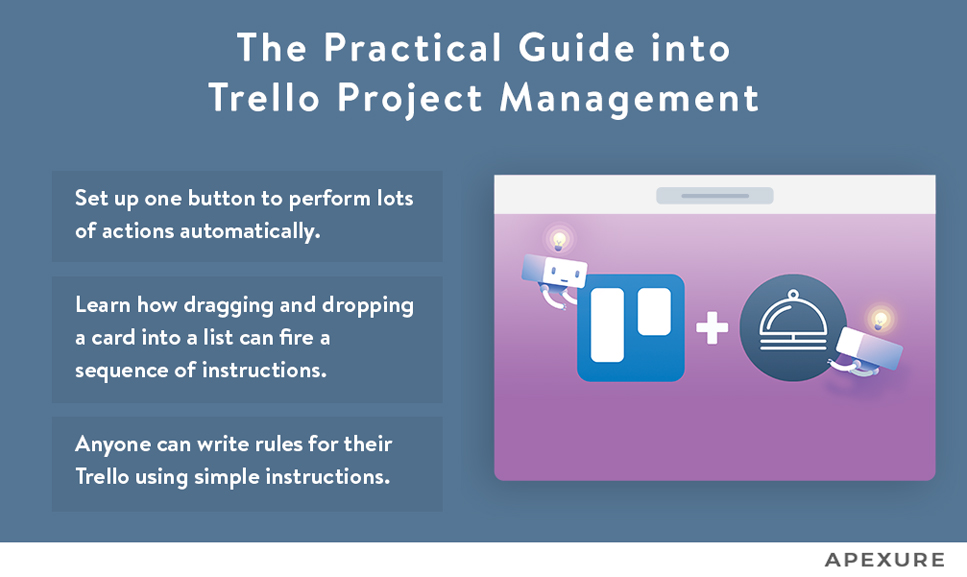 The Practical Guide into
Trello Project Management
Set up one button to perform lots
of actions automatically.
Learn how dragging and dropping
a card into a list can fire a
sequence of instructions.
Anyone can write rules for their
Trello using simple instructions.
APEXURE